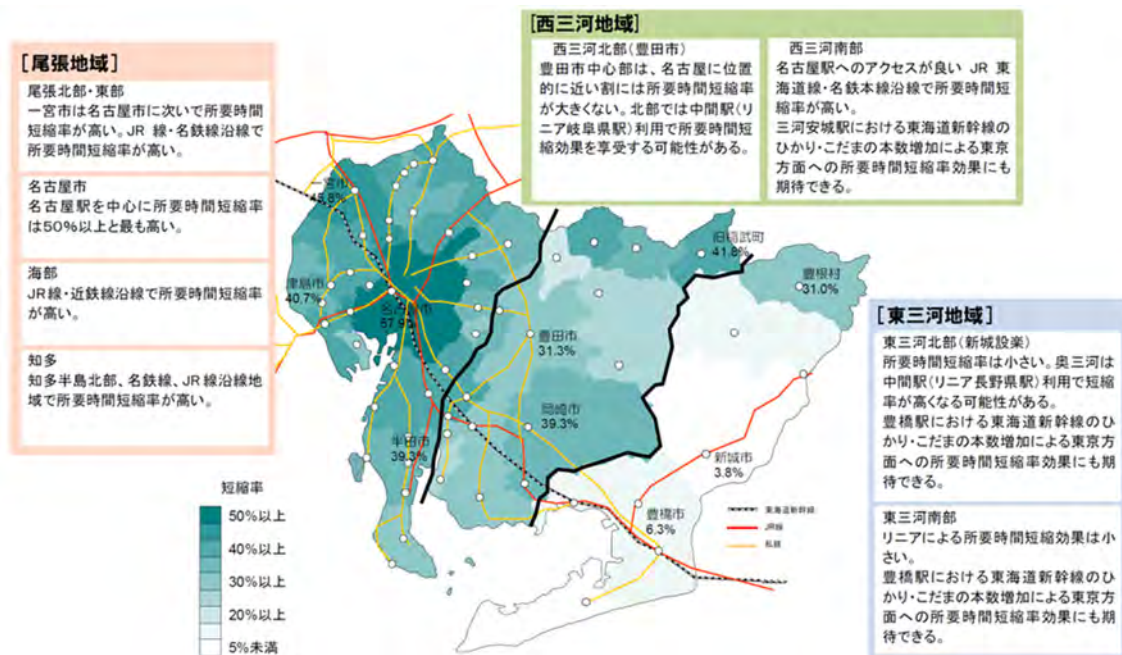 [尾張地域]
尾張北部・東部
一宮市は名古屋市に次いで所要時間
短縮率が高い。JR 線・名鉄線沿線で
所要時間短縮率が高い。
名古屋市
名古屋駅を中心に所要時間短縮率
は50%以上と最も高い。
海部
JR線・近鉄線沿線で所要時間短縮率
が高い。
知多
知多半島北部、名鉄線、JR線沿線地
域で所要時間短縮率が高い。
[西三河地域]
西三河北部(豊田市)
豊田市中心部は、名古屋に位置
的に近い割には所要時間短縮率
が大きくない。北部では中間駅(リ
ニア岐阜県駅)利用で所要時間短
縮効果を享受する可能性がある。
西三河南部
名古屋駅へのアクセスが良い JR 東
海道線・名鉄本線沿線で所要時間短
縮率が高い。
三河安城駅における東海道新幹線の
ひかり・こだまの本数増加による東京
方面への所要時間短縮率効果にも
期待できる。
一宮市
45.8%
津島市
40.7%
名古屋市
57.9%
豊田市
31.3%
旧稲武町
41.8%
豊根村
31.0%
岡崎市
39.3%
半田市
39.3%
新城市
3.8%
豊橋市
6.3%
[東三河地域]
東三河北部(新城設楽)
所要時間短縮率は小さい。奥三河は
中間駅(リニア長野県駅)利用で短縮
率が高くなる可能性がある。
豊橋駅における東海道新幹線のひ
かり・こだまの本数増加による東京方
面への所要時間短縮率効果にも期
待できる。
東三河南部
リニアによる所要時間短縮効果は小
さい。
豊橋駅における東海道新幹線のひ
かり・こだまの本数増加による東京方
面への所要時間短縮率効果にも期
待できる。
短縮率
50%以上
40%以上
30%以上
20%以上
5%未満
東海道新幹線
JR線
私鉄